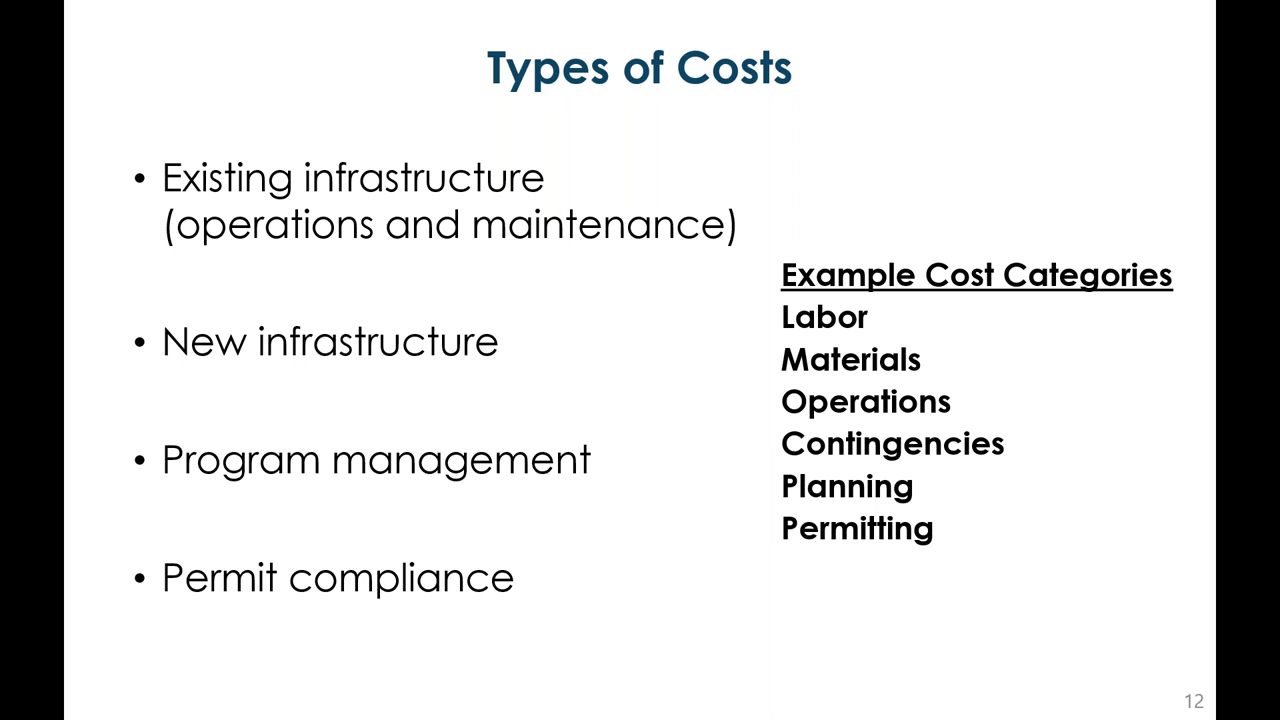 Types of Costs
• Existing infrastructure
(operations and maintenance)
• New infrastructure
• Program management
• Permit compliance
Example Cost Categories
Labor
Materials
Operations
Contingencies
Planning
Permitting
12